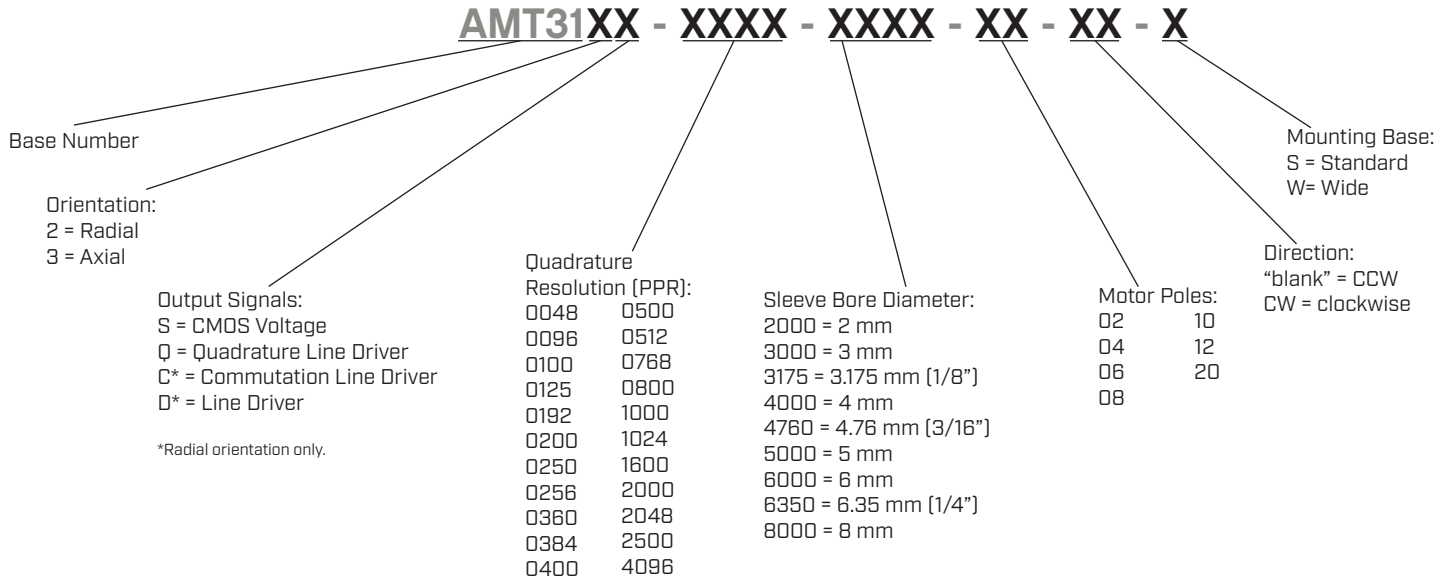 AMT31XX - XXXX - XXXX - XX - XX - X
Base Number
Orientation:
2 = Radial
3 = Axial
Output Signals:
S = CMOS Voltage
Q = Quadrature Line Driver
C* = Commutation Line Driver
D* = Line Driver
*Radial orientation only.
Quadrature
Resolution (PPR):
0048 0500
0096 0512
0100 0768
0125 0800
0192 1000
0200 1024
0250 1600
0256 2000
0360 2048
0384 2500
0400 4096
Sleeve Bore Diameter:
2000 = 2 mm
3000 = 3 mm
3175 = 3.175 mm (1/8”)
4000 = 4 mm
4760 = 4.76 mm (3/16”)
5000 = 5 mm
6000 = 6 mm
6350 = 6.35 mm (1/4”)
8000 = 8 mm
Motor Poles:
02 10
04 12
06 20
08
Direction:
“blank” = CCW
CW = clockwise
Mounting Base:
S = Standard
W= Wide